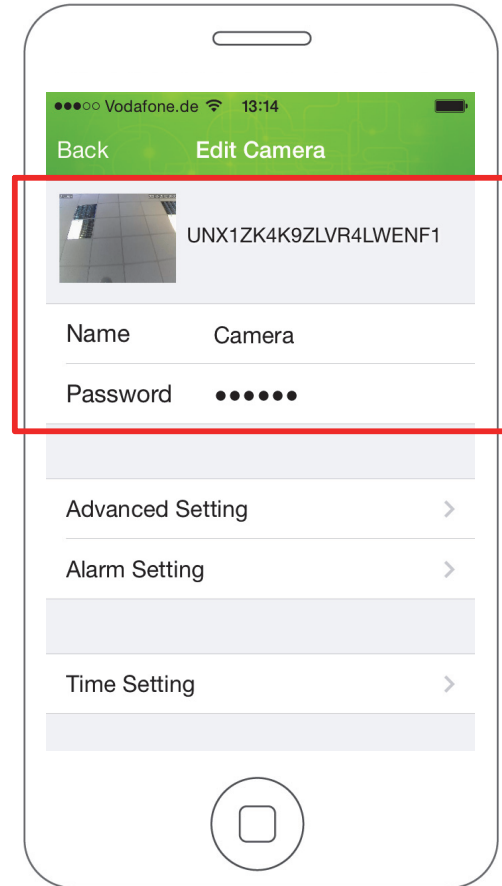 ●●●○○ Vodafone.de 13:14
Back Edit Camera
UNX1ZK4K9ZLVR4LWENF1
Name Camera
Password ●●●●●●
Advanced Setting
Alarm Setting
Time Setting